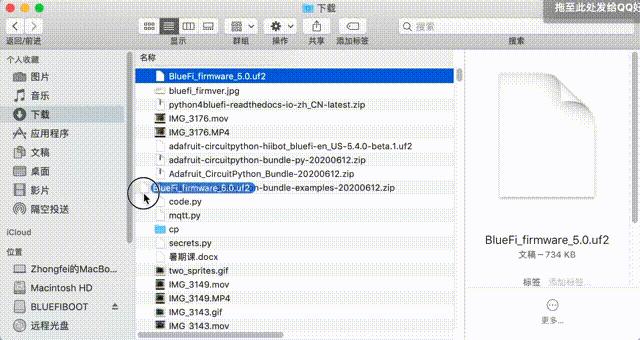 下载
拖至此处发给QQ好
返回/前进
显示
群组
操作
共享
添加标签
搜索
搜索
个人收藏
图片
音乐
下载
应用程序
文稿
桌面
影片
隔空投送
iCloud
位置
Zhongfei的MacBo...
Macintosh HD
BLUEFIBOOT
远程光盘
名称
BlueFi_firmware_5.0.uf2
bluefi_firmver.jpg
python4bluefi-readthedocs-io-zh_CN-latest.zip
IMG_3176.mov
IMG_3176.MP4
adafruit-circuitpython-hiibot_bluefi-en_US-5.4.0-beta.1.uf2
adafruit-circuitpython-bundle-py-20200612.zip
Adafruit_CircuitPython_Bundle-20200612.zip
BlueFi_firmware_5.0.uf2
n-bundle-examples-20200612.zip
code.py
mqtt.py
cp
secrets.py
暑期课.docx
two_sprites.gif
IMG_3149.mov
IMG_3149.MP4
IMG_3143.gif
IMG_3143.mov
BlueFi_firmware_5.0.uf2
文稿 – 734 KB
标签
添加标签...
更多...